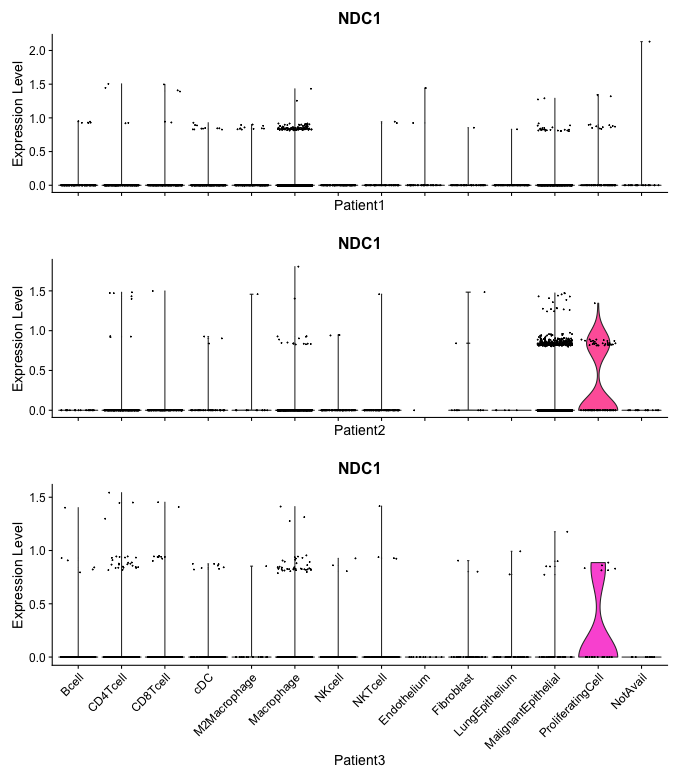 NDC1
Expression Level
2.0
1.5
1.0
0.5
0.0
Patient1
NDC1
Expression Level
1.5
1.0
0.5
0.0
Patient2
NDC1
Expression Level
1.5
1.0
0.5
0.0
Bcell
CD4Tcell
CD8Tcell
cDC
M2Macrophage
Macrophage
NKcell
NKTcell
Endothelium
Fibroblast
LungEpithelium
MalignantEpithelial
ProliferatingCell
NotAvail
Patient3